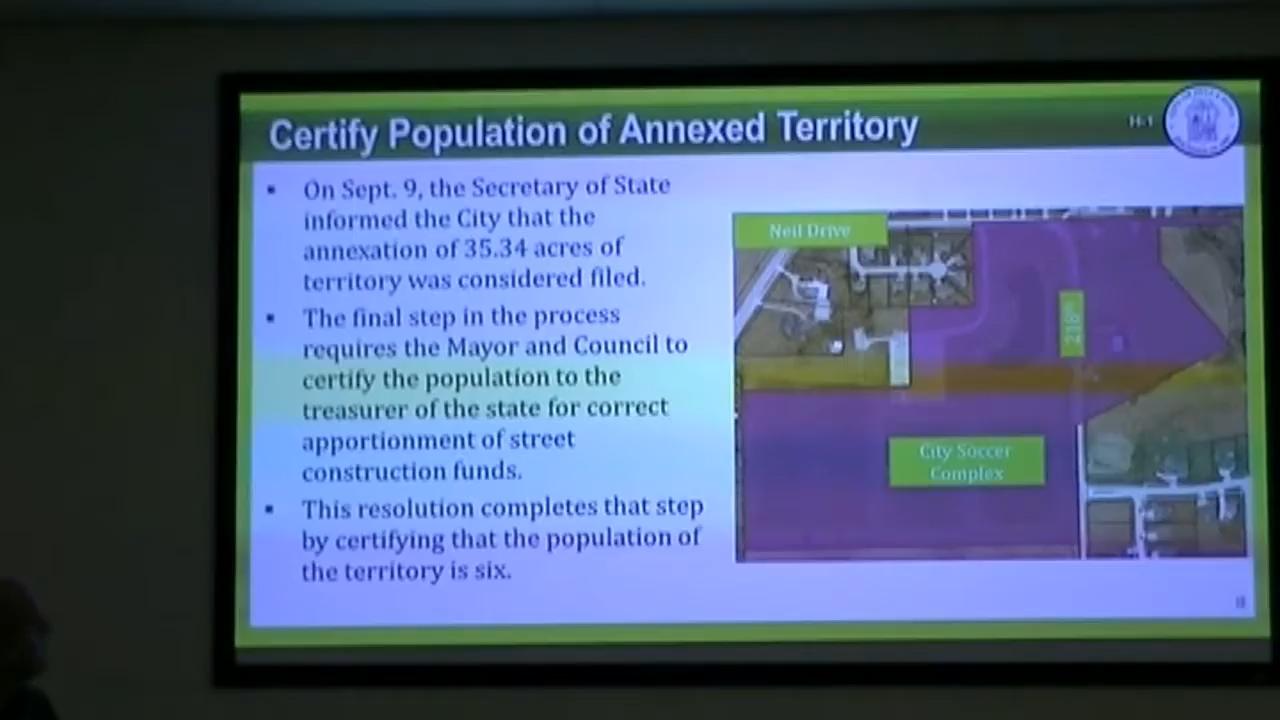 Certify Population of Annexed Territory
H-1
▪ On Sept. 9, the Secretary of State
informed the City that the
annexation of 35.34 acres of
territory was considered filed.
▪ The final step in the process
requires the Mayor and Council to
certify the population to the
treasurer of the state for correct
apportionment of street
construction funds.
▪ This resolution completes that step
by certifying that the population of
the territory is six.
Neil Drive
218th
City Soccer
Complex